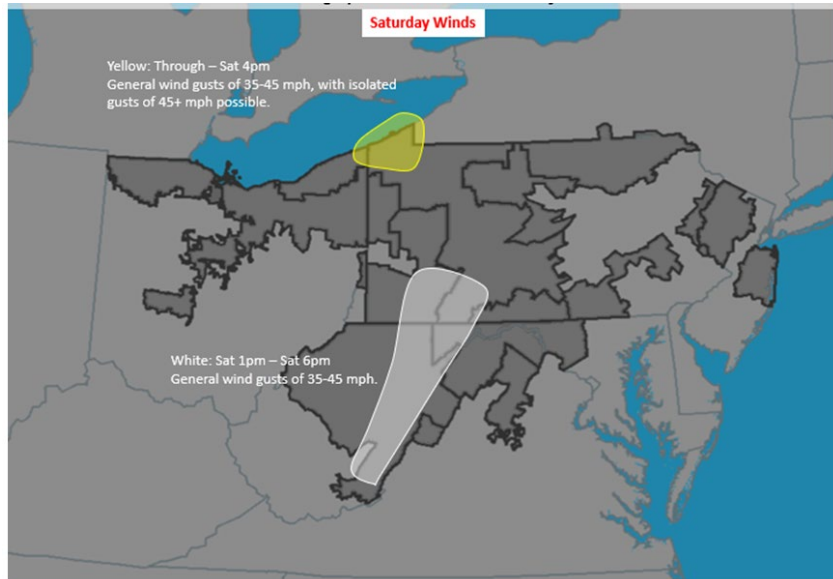 Saturday Winds
Yellow: Through – Sat 4pm
General wind gusts of 35-45 mph, with isolated
gusts of 45+ mph possible.
White: Sat 1pm – Sat 6pm
General wind gusts of 35-45 mph.